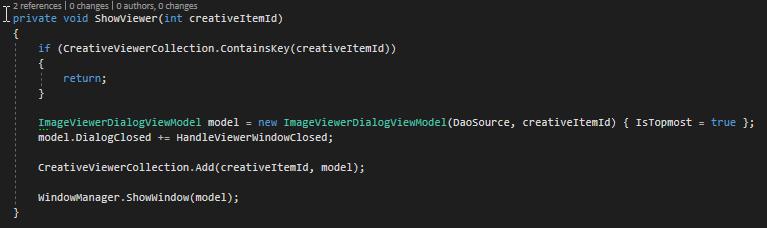 2 references | 0 changes | 0 authors, 0 changes
private void ShowViewer(int creativeItemId)
{
if (CreativeViewerCollection.ContainsKey(creativeItemId))
{
return;
}
ImageViewerDialogViewModel model = new ImageViewerDialogViewModel(DaoSource, creativeItemId) { IsTopmost = true };
model.DialogClosed += HandleViewerWindowClosed;
CreativeViewerCollection.Add(creativeItemId, model);
WindowManager.ShowWindow(model);
}